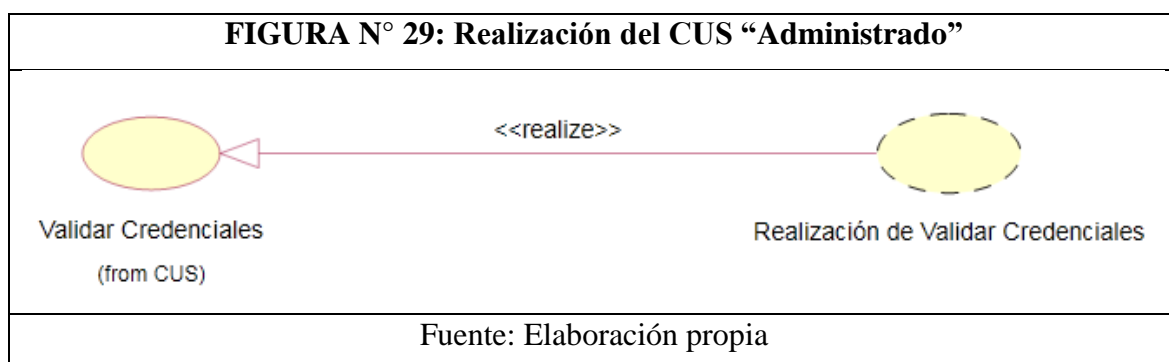 FIGURA N° 29: Realización del CUS “Administrado”
<<realize>>
Validar Credenciales
(from CUS)
Realización de Validar Credenciales
Fuente: Elaboración propia